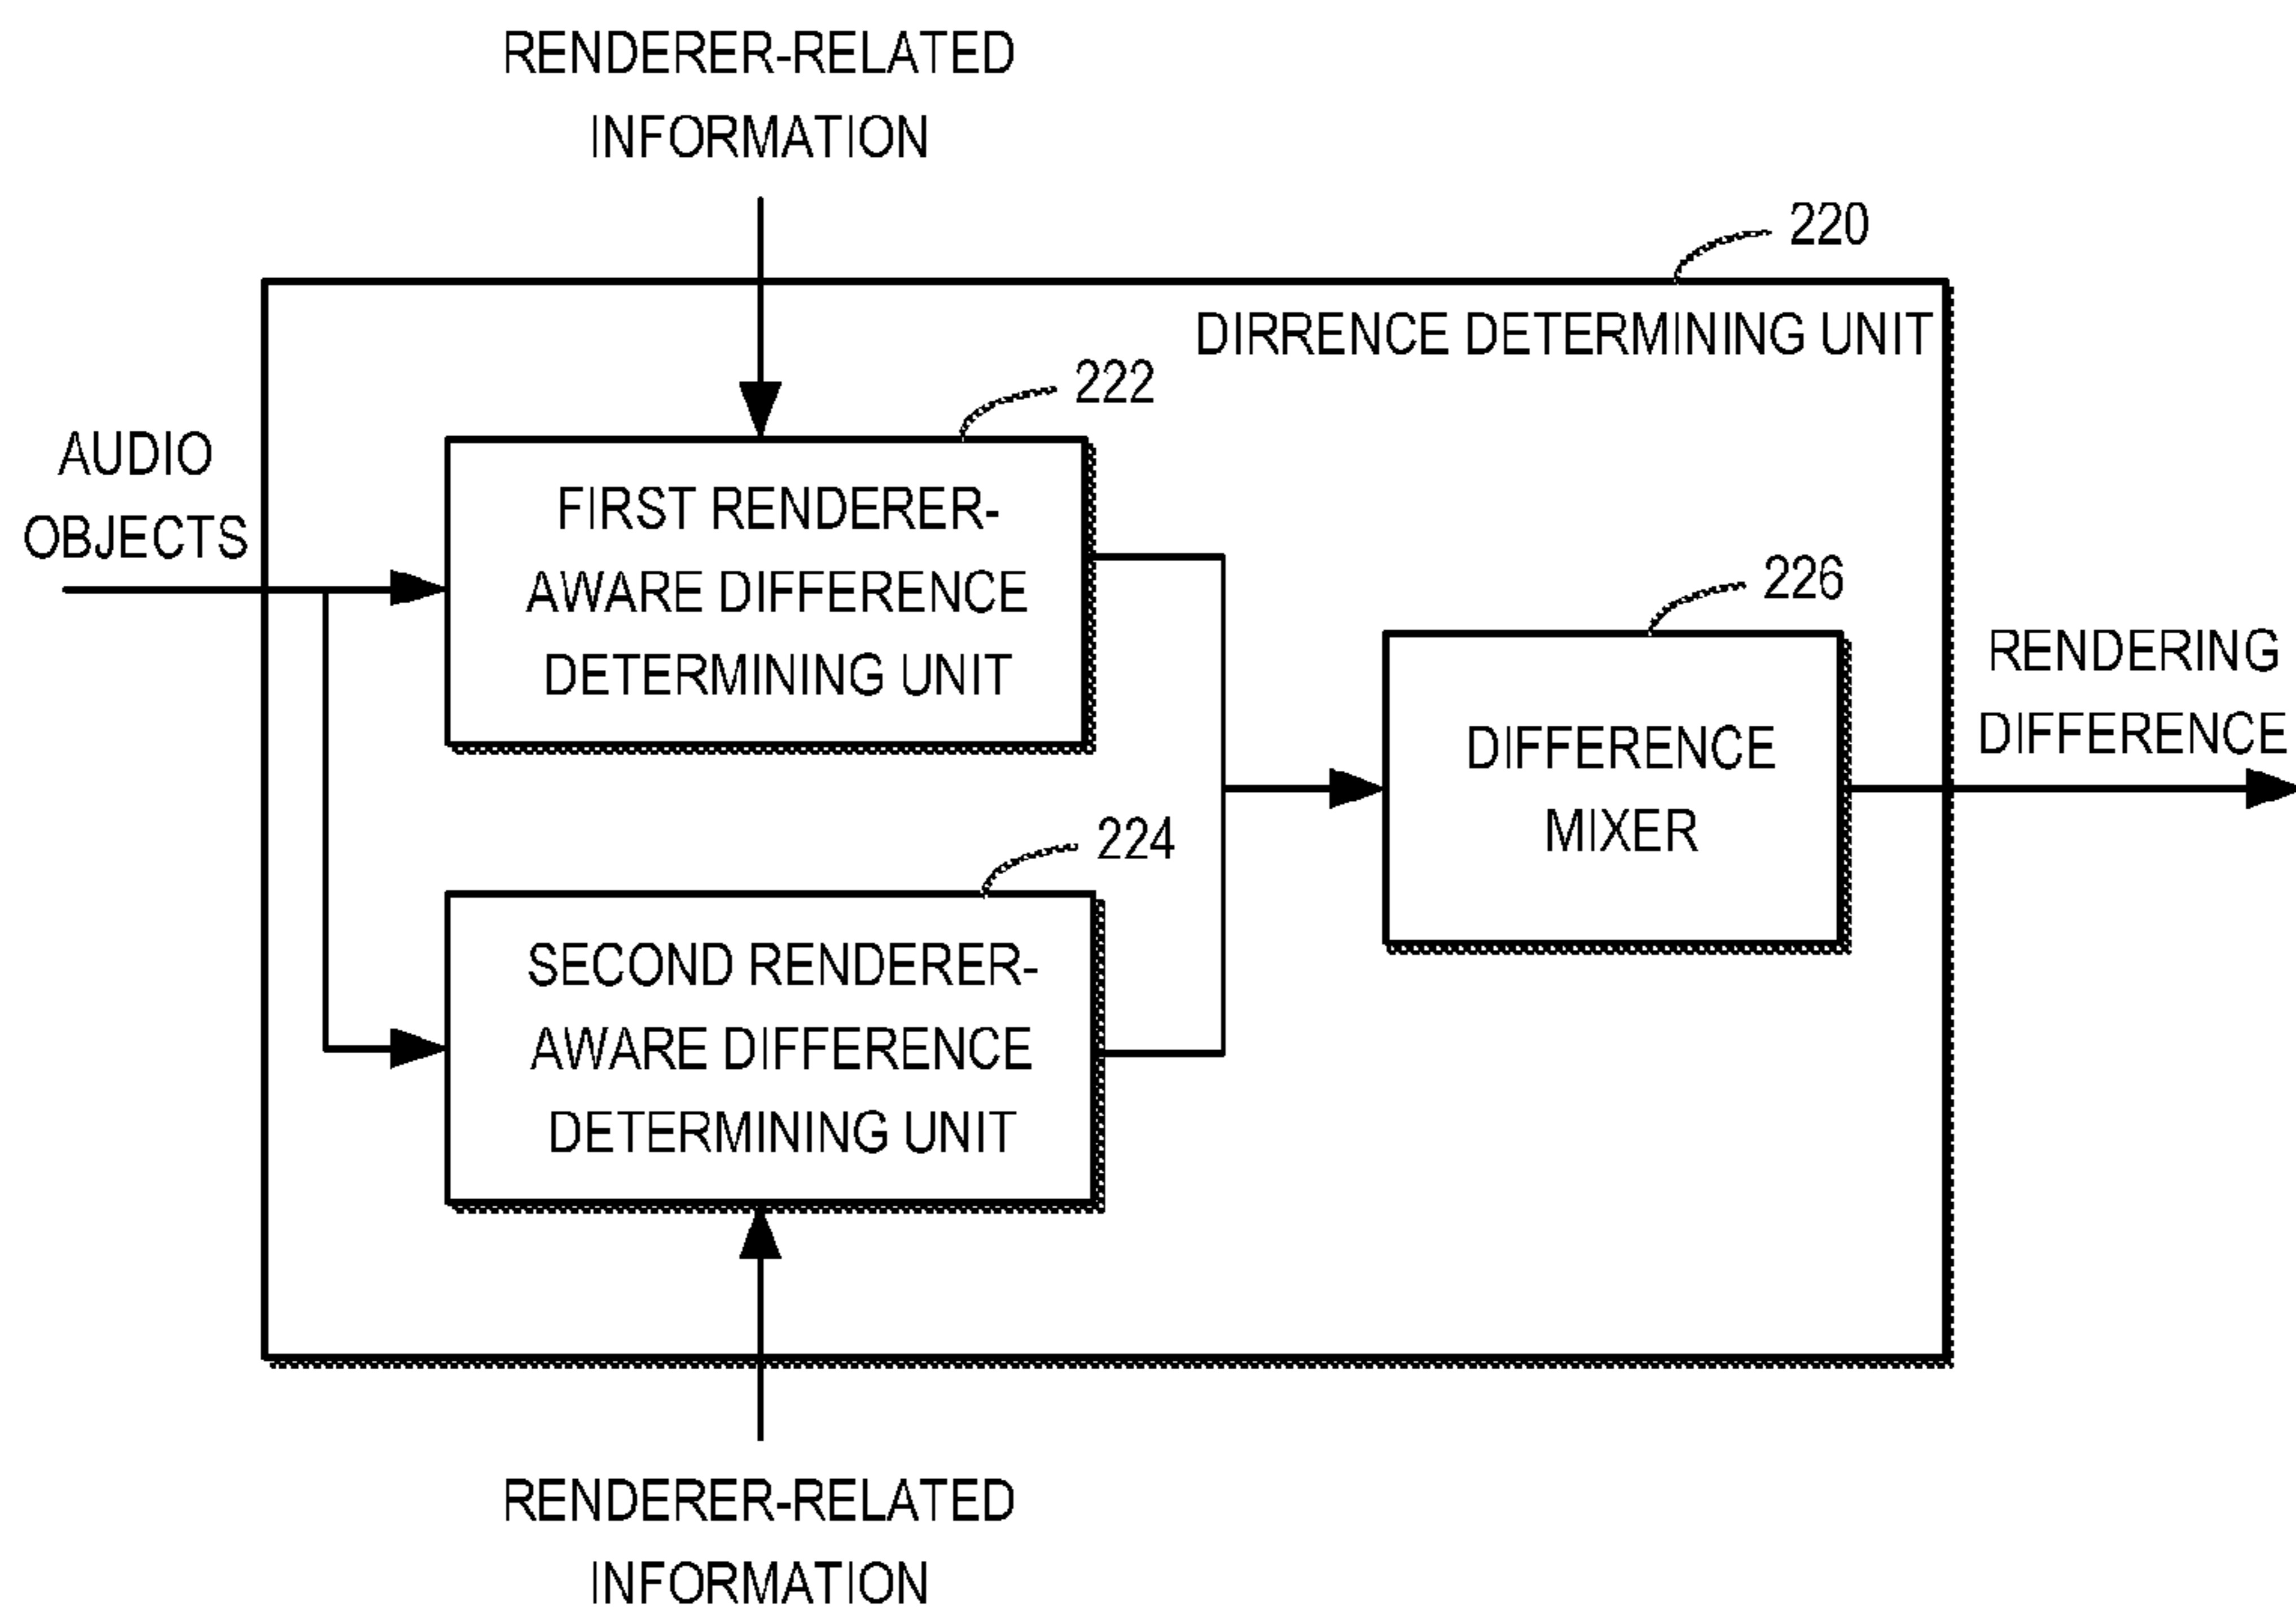 RENDERER-RELATED
INFORMATION
220
DIRRENCE DETERMINING UNIT
222
AUDIO
OBJECTS
FIRST RENDERER-
AWARE DIFFERENCE
DETERMINING UNIT
226
RENDERING
DIFFERENCE
DIFFERENCE
MIXER
224
SECOND RENDERER-
AWARE DIFFERENCE
DETERMINING UNIT
RENDERER-RELATED
INFORMATION